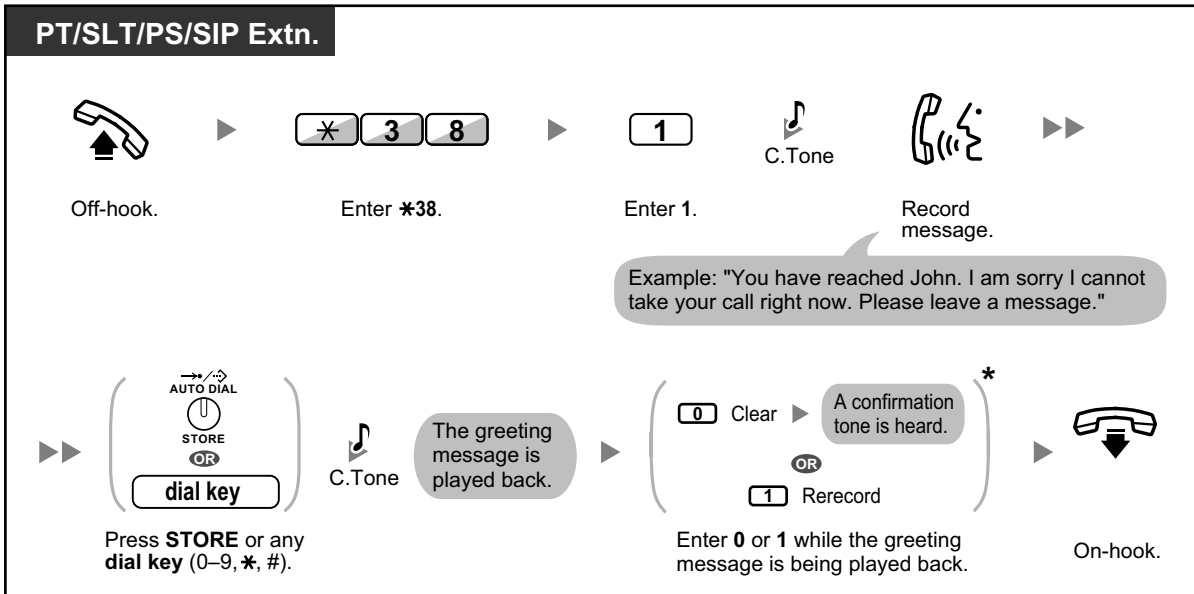 PT/SLT/PS/SIP Extn.
* 3 8
1
C.Tone
Off-hook.
Enter *38.
Enter 1.
Record
message.
Example: "You have reached John. I am sorry I cannot
take your call right now. Please leave a message."
AUTO DIAL
STORE
OR
dial key
C.Tone
The greeting
message is
played back.
0 Clear
A confirmation
tone is heard.
*
OR
1 Rerecord
Press STORE or any
dial key (0–9, *, #).
Enter 0 or 1 while the greeting
message is being played back.
On-hook.